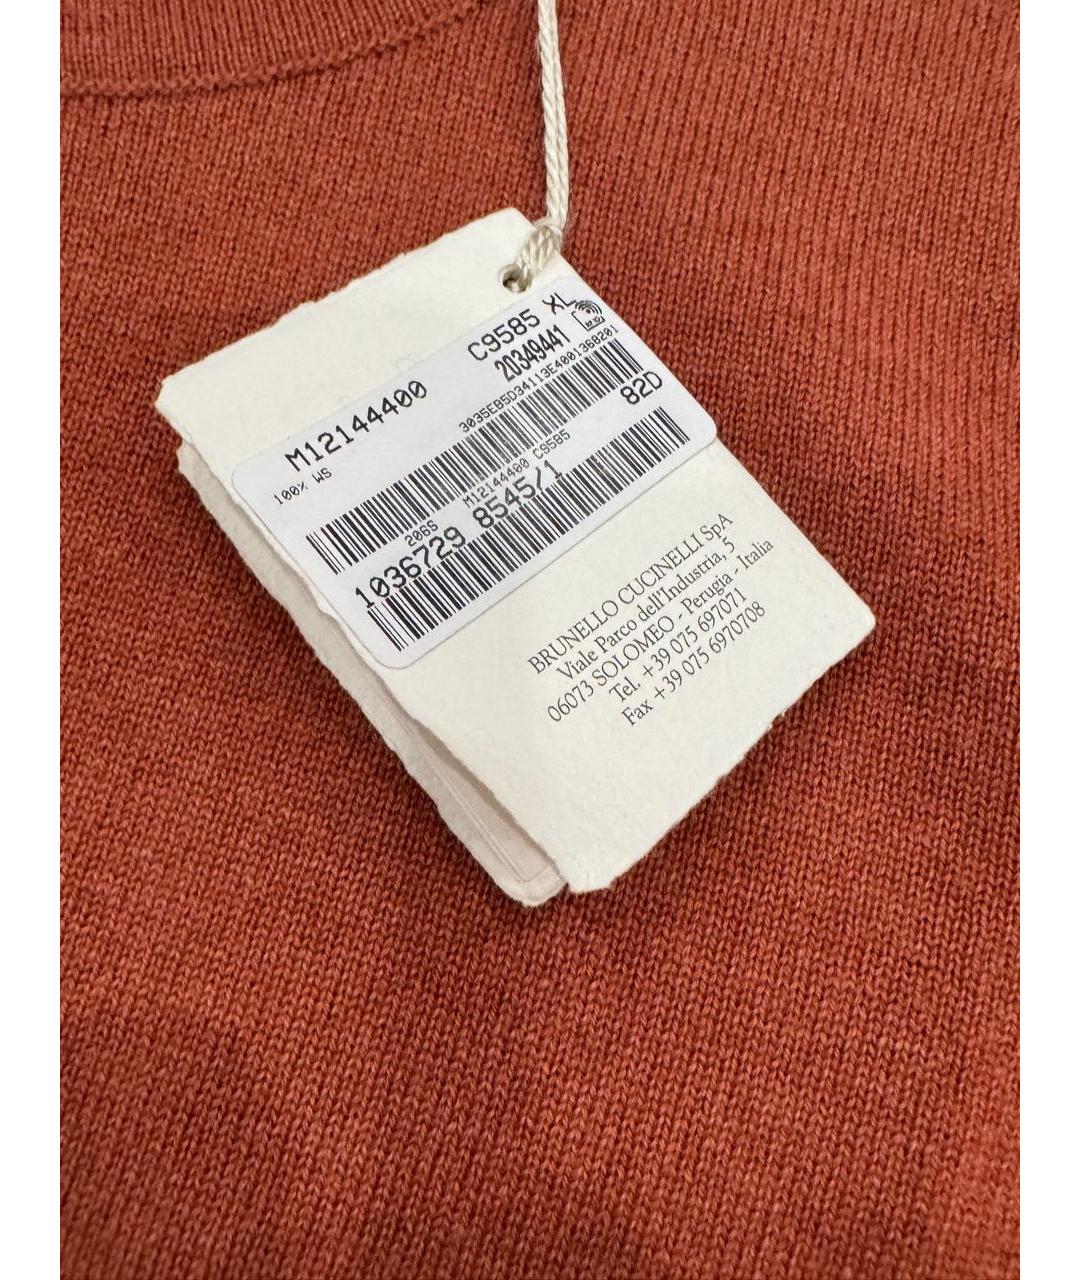 C9585 XL
M12144400
20349441
100% WS
3035EB5D34113E4001368201
82D
206S
M12144400 C9585
1036729 8545/1
BRUNELLO CUCINELLI SpA
Viale Parco dell'Industria, 5
06073 SOLOMEO - Perugia - Italia
Tel. +39 075 697071
Fax +39 075 6970708